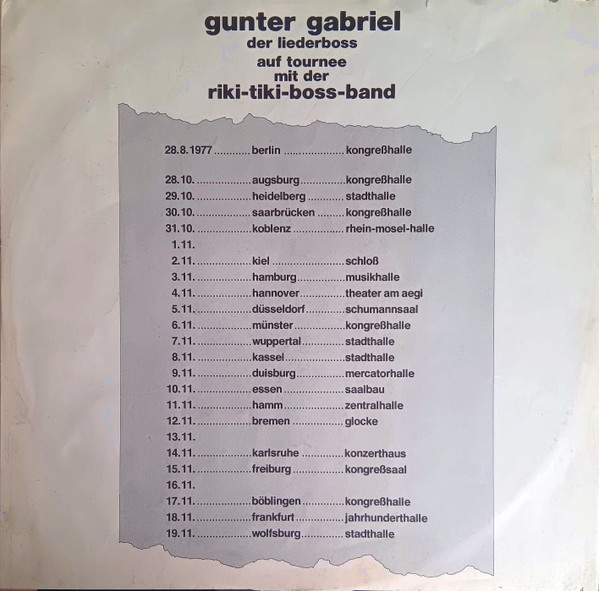 gunter gabriel
der liederboss
auf tournee
mit der
riki-tiki-boss-band
28.8.1977 ............ berlin .................. kongreßhalle
28.10. ................. augsburg ............. kongreßhalle
29.10. ................. heidelberg ........... stadthalle
30.10. ................. saarbrücken ........ kongreßhalle
31.10. ................. koblenz ............... rhein-mosel-halle
1.11.
2.11. ................. kiel ...................... schloß
3.11. ................. hamburg .............. musikhalle
4.11. ................. hannover ............. theater am aegi
5.11. ................. düsseldorf ........... schumannsaal
6.11. ................. münster ............... kongreßhalle
7.11. ................. wuppertal ............ stadthalle
8.11. ................. kassel ................. stadthalle
9.11. ................. duisburg .............. mercatorhalle
10.11. ................. essen .................. saalbau
11.11. ................. hamm .................. zentralhalle
12.11. ................. bremen ................ glocke
13.11.
14.11. ................. karlsruhe ............. konzerthaus
15.11. ................. freiburg ............... kongreßsaal
16.11.
17.11. ................. böblingen ............ kongreßhalle
18.11. ................. frankfurt .............. jahrhunderthalle
19.11. ................. wolfsburg ............ stadthalle